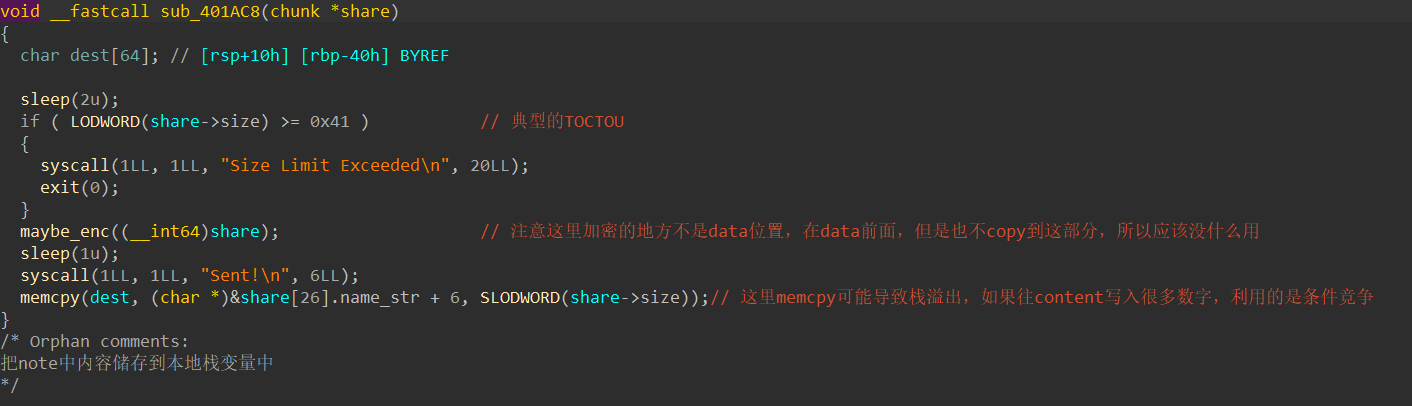 void __fastcall sub_401AC8(chunk *share)
{
  char dest[64]; // [rsp+10h] [rbp-40h] BYREF

  sleep(2u);
  if ( LODWORD(share->size) >= 0x41 )             // 典型的TOCTOU
  {
    syscall(1LL, 1LL, "Size Limit Exceeded\n", 20LL);
    exit(0);
  }
  maybe_enc((__int64)share);                      // 注意这里加密的地方不是data位置，在data前面，但是也不copy到这部分，所以应该没什么用
  sleep(1u);
  syscall(1LL, 1LL, "Sent!\n", 6LL);
  memcpy(dest, (char *)&share[26].name_str + 6, SLODWORD(share->size));// 这里memcpy可能导致栈溢出，如果往content写入很多数字，利用的是条件竞争
}
/* Orphan comments:
把note中内容储存到本地栈变量中
*/